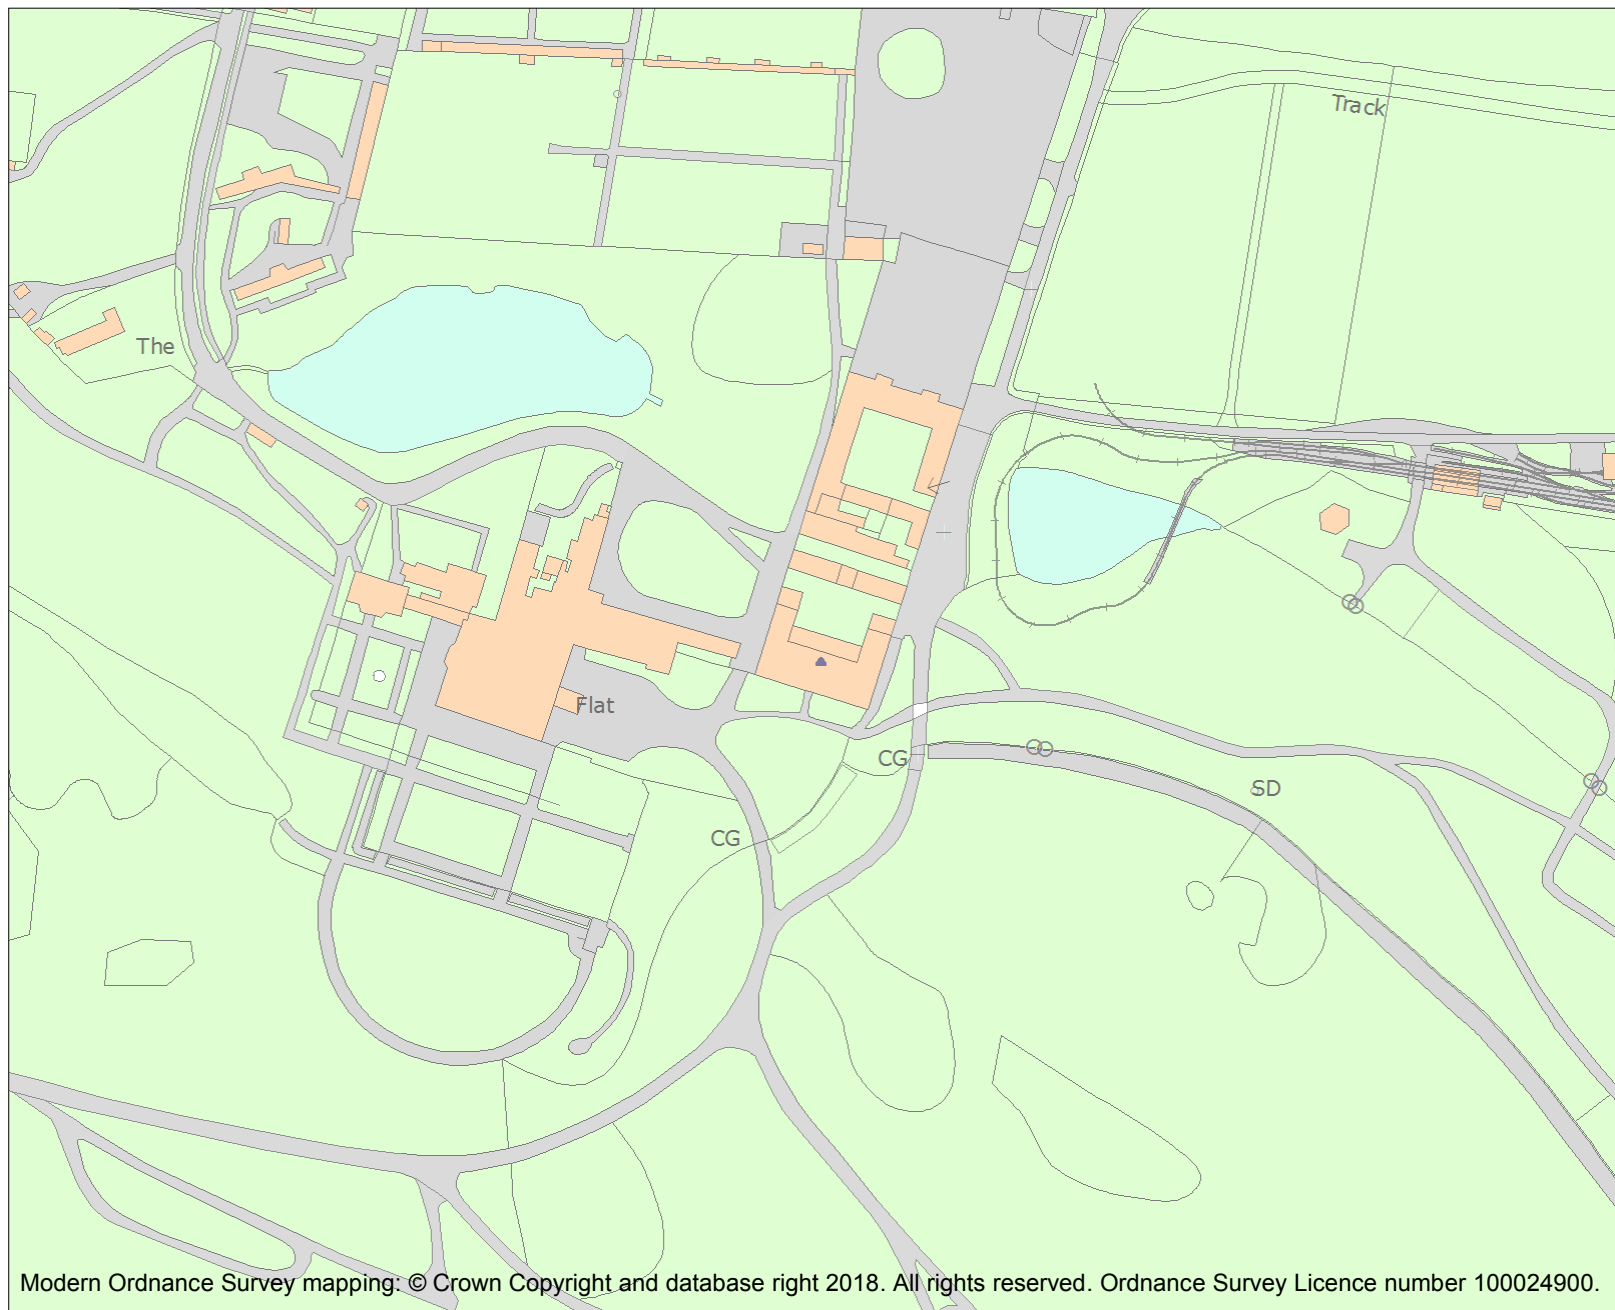 Track
The
Flat
CG
SD
CG
Modern Ordnance Survey mapping: © Crown Copyright and database right 2018. All rights reserved. Ordnance Survey Licence number 100024900.